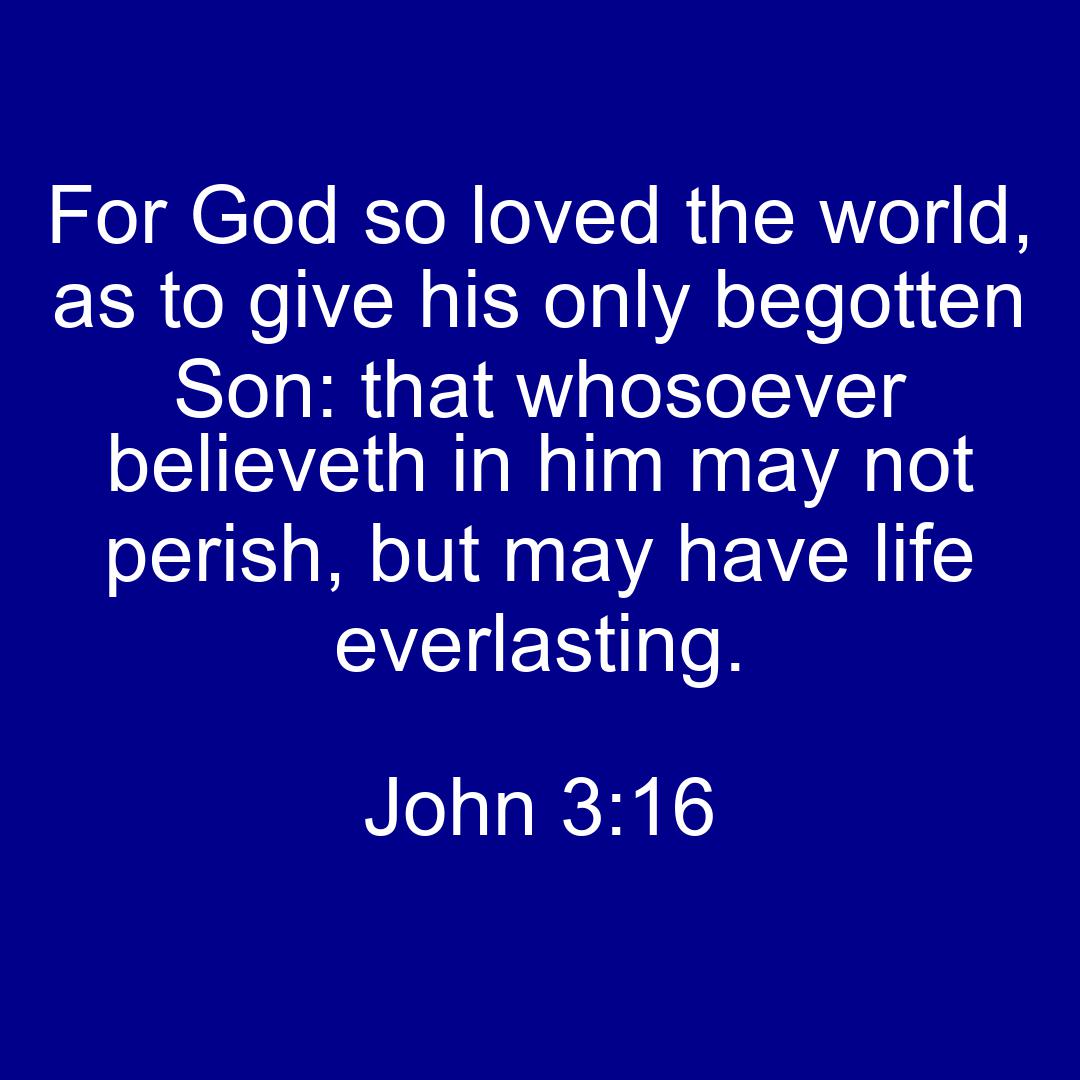 For God so loved the world,
as to give his only begotten
Son: that whosoever
believeth in him may not
perish, but may have life
everlasting.
John 3:16